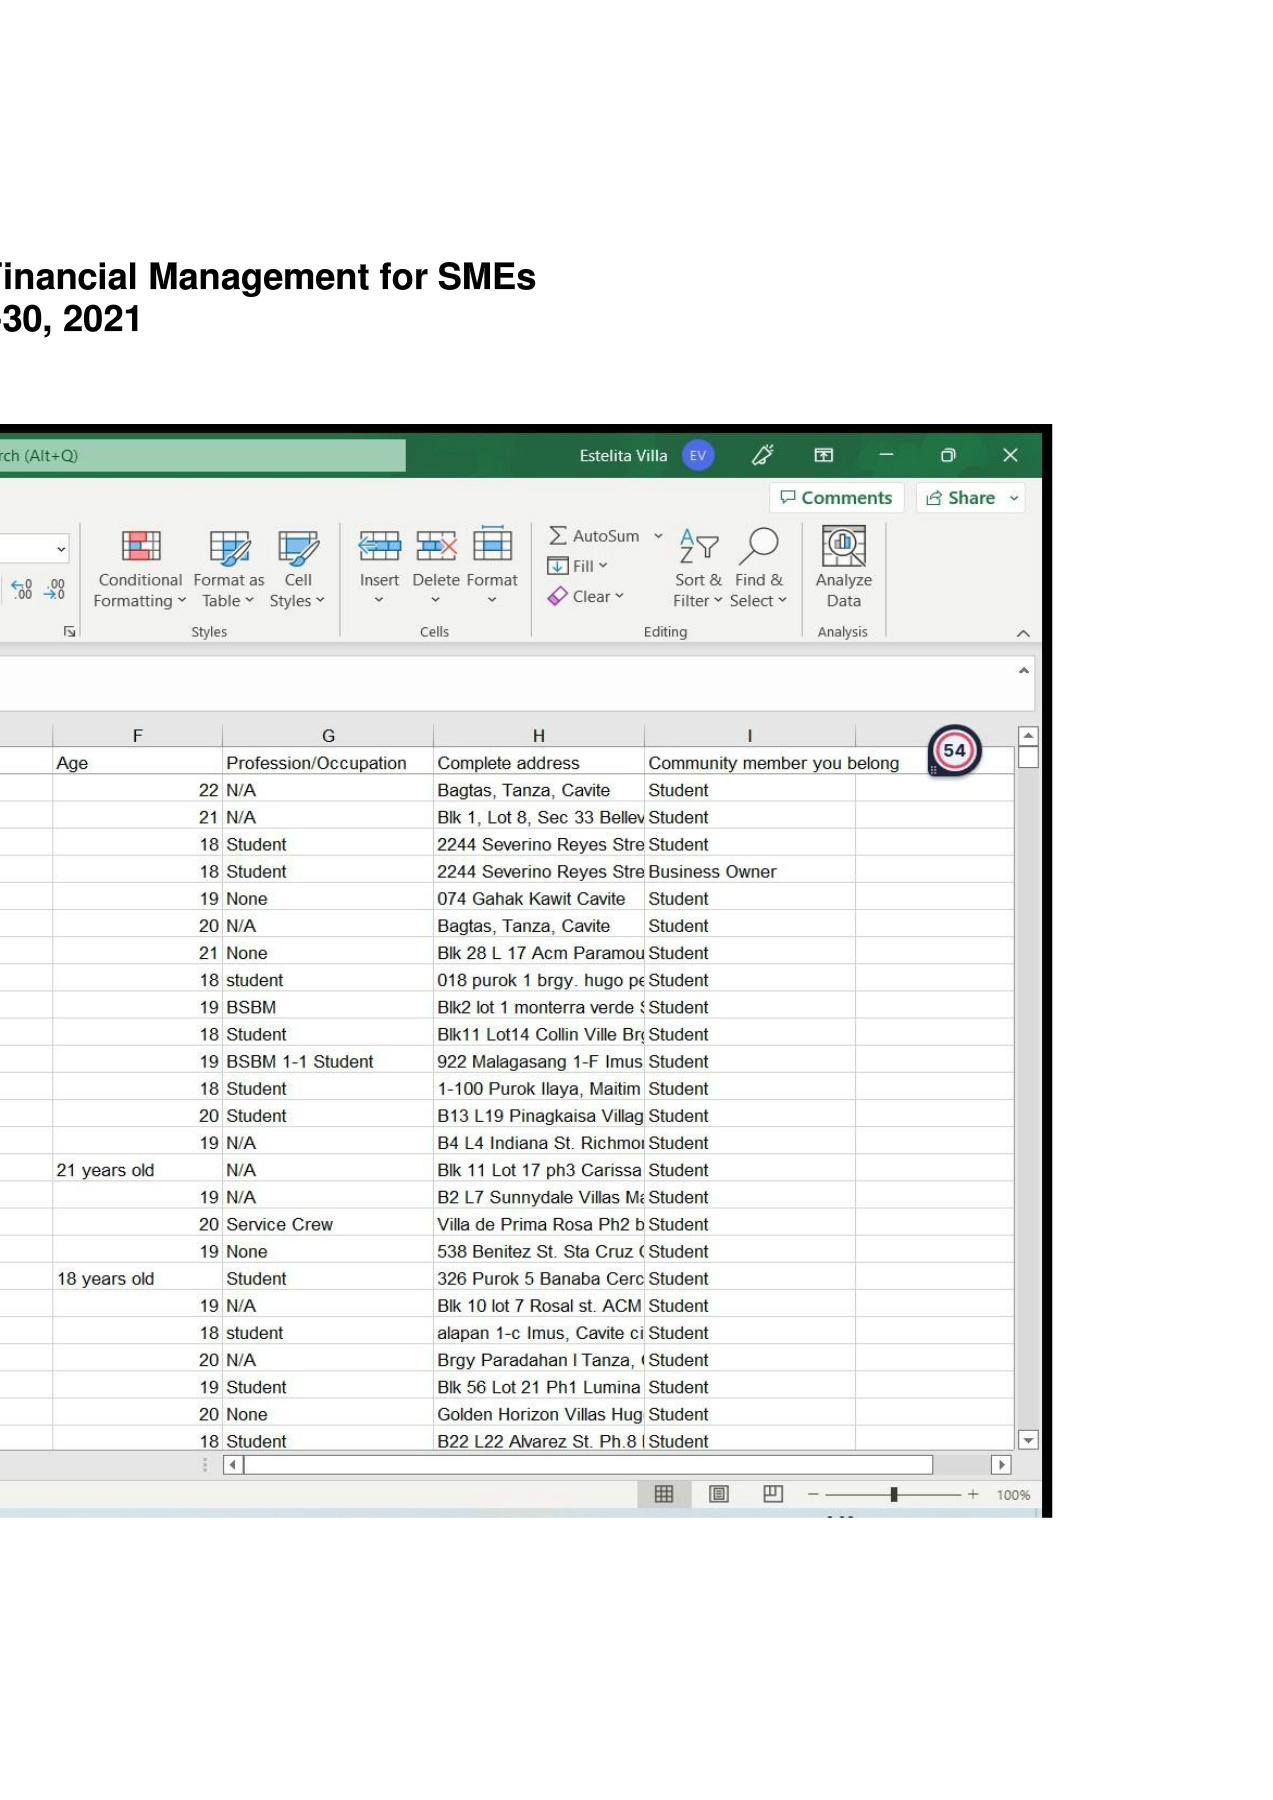 Financial Management for SMEs
-30, 2021
rch (Alt+Q) Estelita Villa EV
Comments Share
AutoSum
Fill
Clear
Conditional Formatting Format as Table Cell Styles Insert Delete Format Sort & Filter Find & Select Analyze Data
Styles Cells Editing Analysis
F G H I
54
Age Profession/Occupation Complete address Community member you belong
22 N/A Bagtas, Tanza, Cavite Student
21 N/A Blk 1, Lot 8, Sec 33 Bellev Student
18 Student 2244 Severino Reyes Stre Student
18 Student 2244 Severino Reyes Stre Business Owner
19 None 074 Gahak Kawit Cavite Student
20 N/A Bagtas, Tanza, Cavite Student
21 None Blk 28 L 17 Acm Paramou Student
18 student 018 purok 1 brgy. hugo pe Student
19 BSBM Blk2 lot 1 monterra verde Student
18 Student Blk11 Lot14 Collin Ville Brg Student
19 BSBM 1-1 Student 922 Malagasang 1-F Imus Student
18 Student 1-100 Purok Ilaya, Maitim Student
20 Student B13 L19 Pinagkaisa Villag Student
19 N/A B4 L4 Indiana St. Richmon Student
21 years old N/A Blk 11 Lot 17 ph3 Carissa Student
19 N/A B2 L7 Sunnydale Villas Ma Student
20 Service Crew Villa de Prima Rosa Ph2 b Student
19 None 538 Benitez St. Sta Cruz Student
18 years old Student 326 Purok 5 Banaba Cerc Student
19 N/A Blk 10 lot 7 Rosal st. ACM Student
18 student alapan 1-c Imus, Cavite ci Student
20 N/A Brgy Paradahan I Tanza, Student
19 Student Blk 56 Lot 21 Ph1 Lumina Student
20 None Golden Horizon Villas Hug Student
18 Student B22 L22 Alvarez St. Ph.8 Student
100%